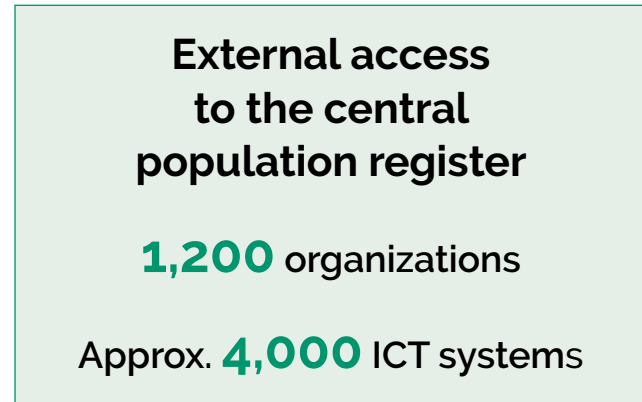 External access
to the central
population register
1,200 organizations
Approx. 4,000 ICT systems